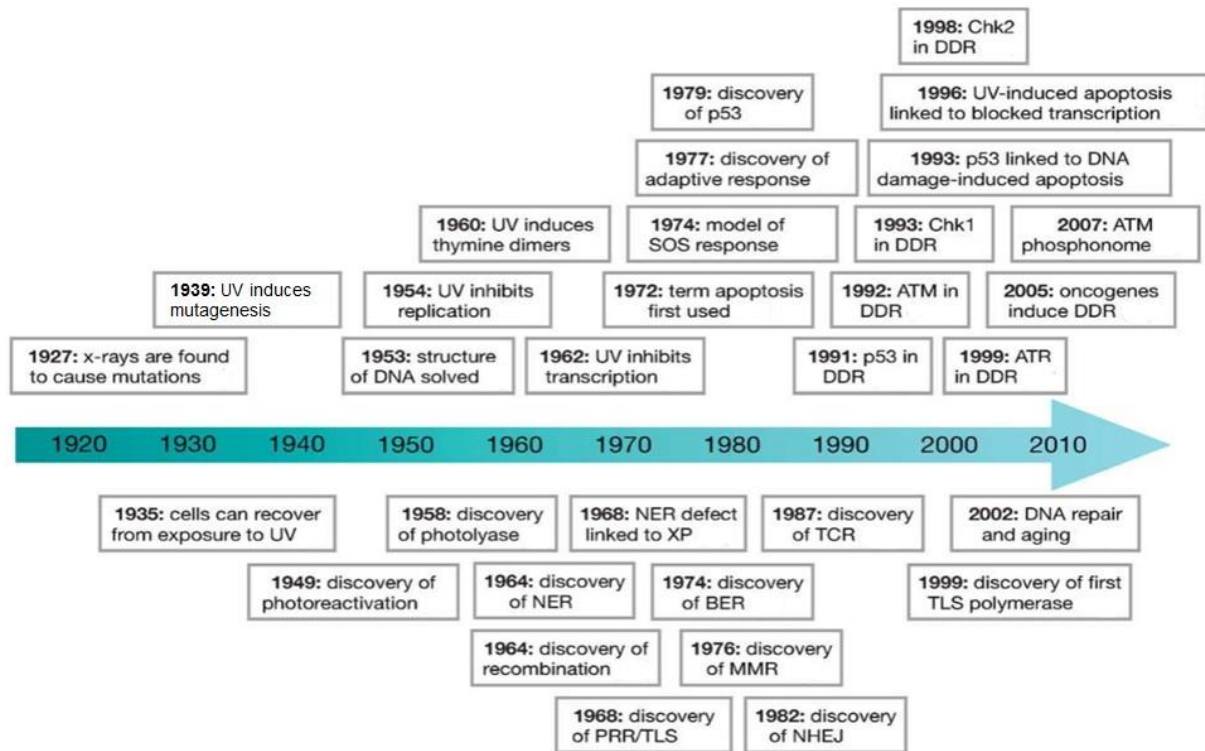 1998: Chk2
in DDR
1979: discovery
of p53
1996: UV-induced apoptosis
linked to blocked transcription
1977: discovery of
adaptive response
1993: p53 linked to DNA
damage-induced apoptosis
1960: UV induces
thymine dimers
1974: model of
SOS response
1993: Chk1
in DDR
2007: ATM
phosphonome
1939: UV induces
mutagenesis
1954: UV inhibits
replication
1972: term apoptosis
first used
1992: ATM in
DDR
2005: oncogenes
induce DDR
1927: x-rays are found
to cause mutations
1953: structure
of DNA solved
1962: UV inhibits
transcription
1991: p53 in
DDR
1999: ATR
in DDR
1920 1930 1940 1950 1960 1970 1980 1990 2000 2010
1935: cells can recover
from exposure to UV
1958: discovery
of photolyase
1968: NER defect
linked to XP
1987: discovery
of TCR
2002: DNA repair
and aging
1949: discovery of
photoreactivation
1964: discovery
of NER
1974: discovery
of BER
1999: discovery of first
TLS polymerase
1964: discovery of
recombination
1976: discovery
of MMR
1968: discovery
of PRR/TLS
1982: discovery
of NHEJ